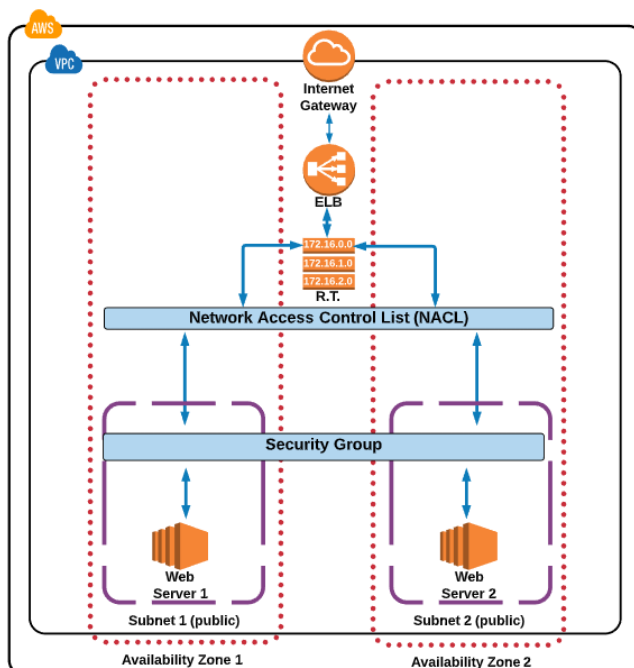 AWS
VPC
Internet
Gateway
ELB
172.16.0.0
172.16.1.0
172.16.2.0
R.T.
Network Access Control List (NACL)
Security Group
Web
Server 1
Web
Server 2
Subnet 1 (public)
Subnet 2 (public)
Availability Zone 1
Availability Zone 2